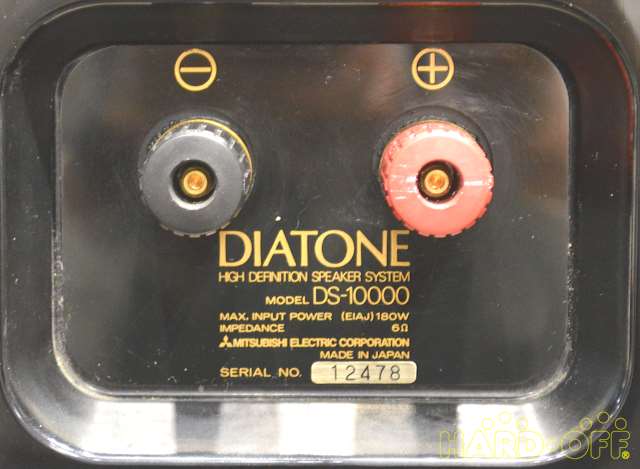 − +
DIATONE
HIGH DEFINITION SPEAKER SYSTEM
MODEL DS-10000
MAX. INPUT POWER (EIAJ) 180W
IMPEDANCE 6Ω
MITSUBISHI ELECTRIC CORPORATION
MADE IN JAPAN
SERIAL NO. 12478
HARD-OFF®